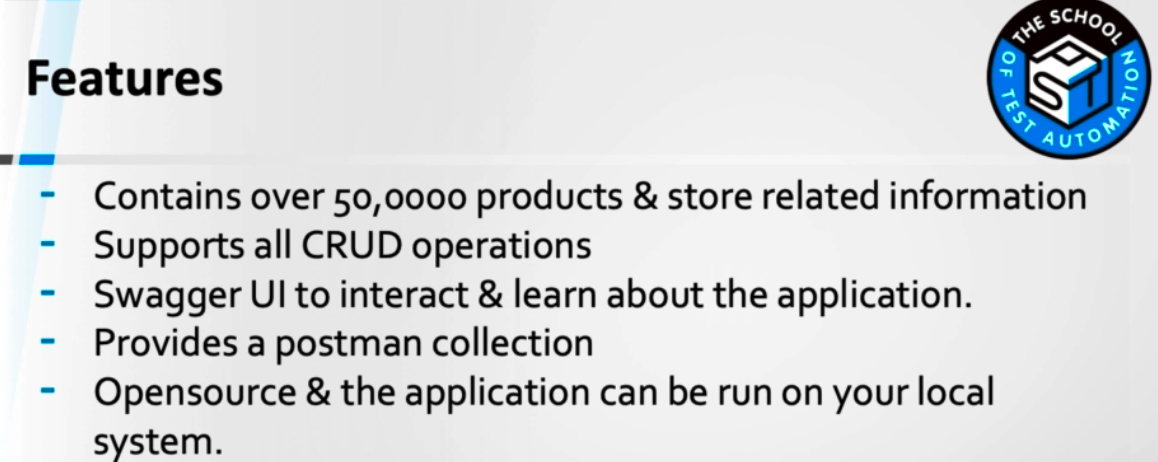 Features
THE SCHOOL
OF TEST AUTOMATION
- Contains over 50,0000 products & store related information
- Supports all CRUD operations
- Swagger UI to interact & learn about the application.
- Provides a postman collection
- Opensource & the application can be run on your local
system.